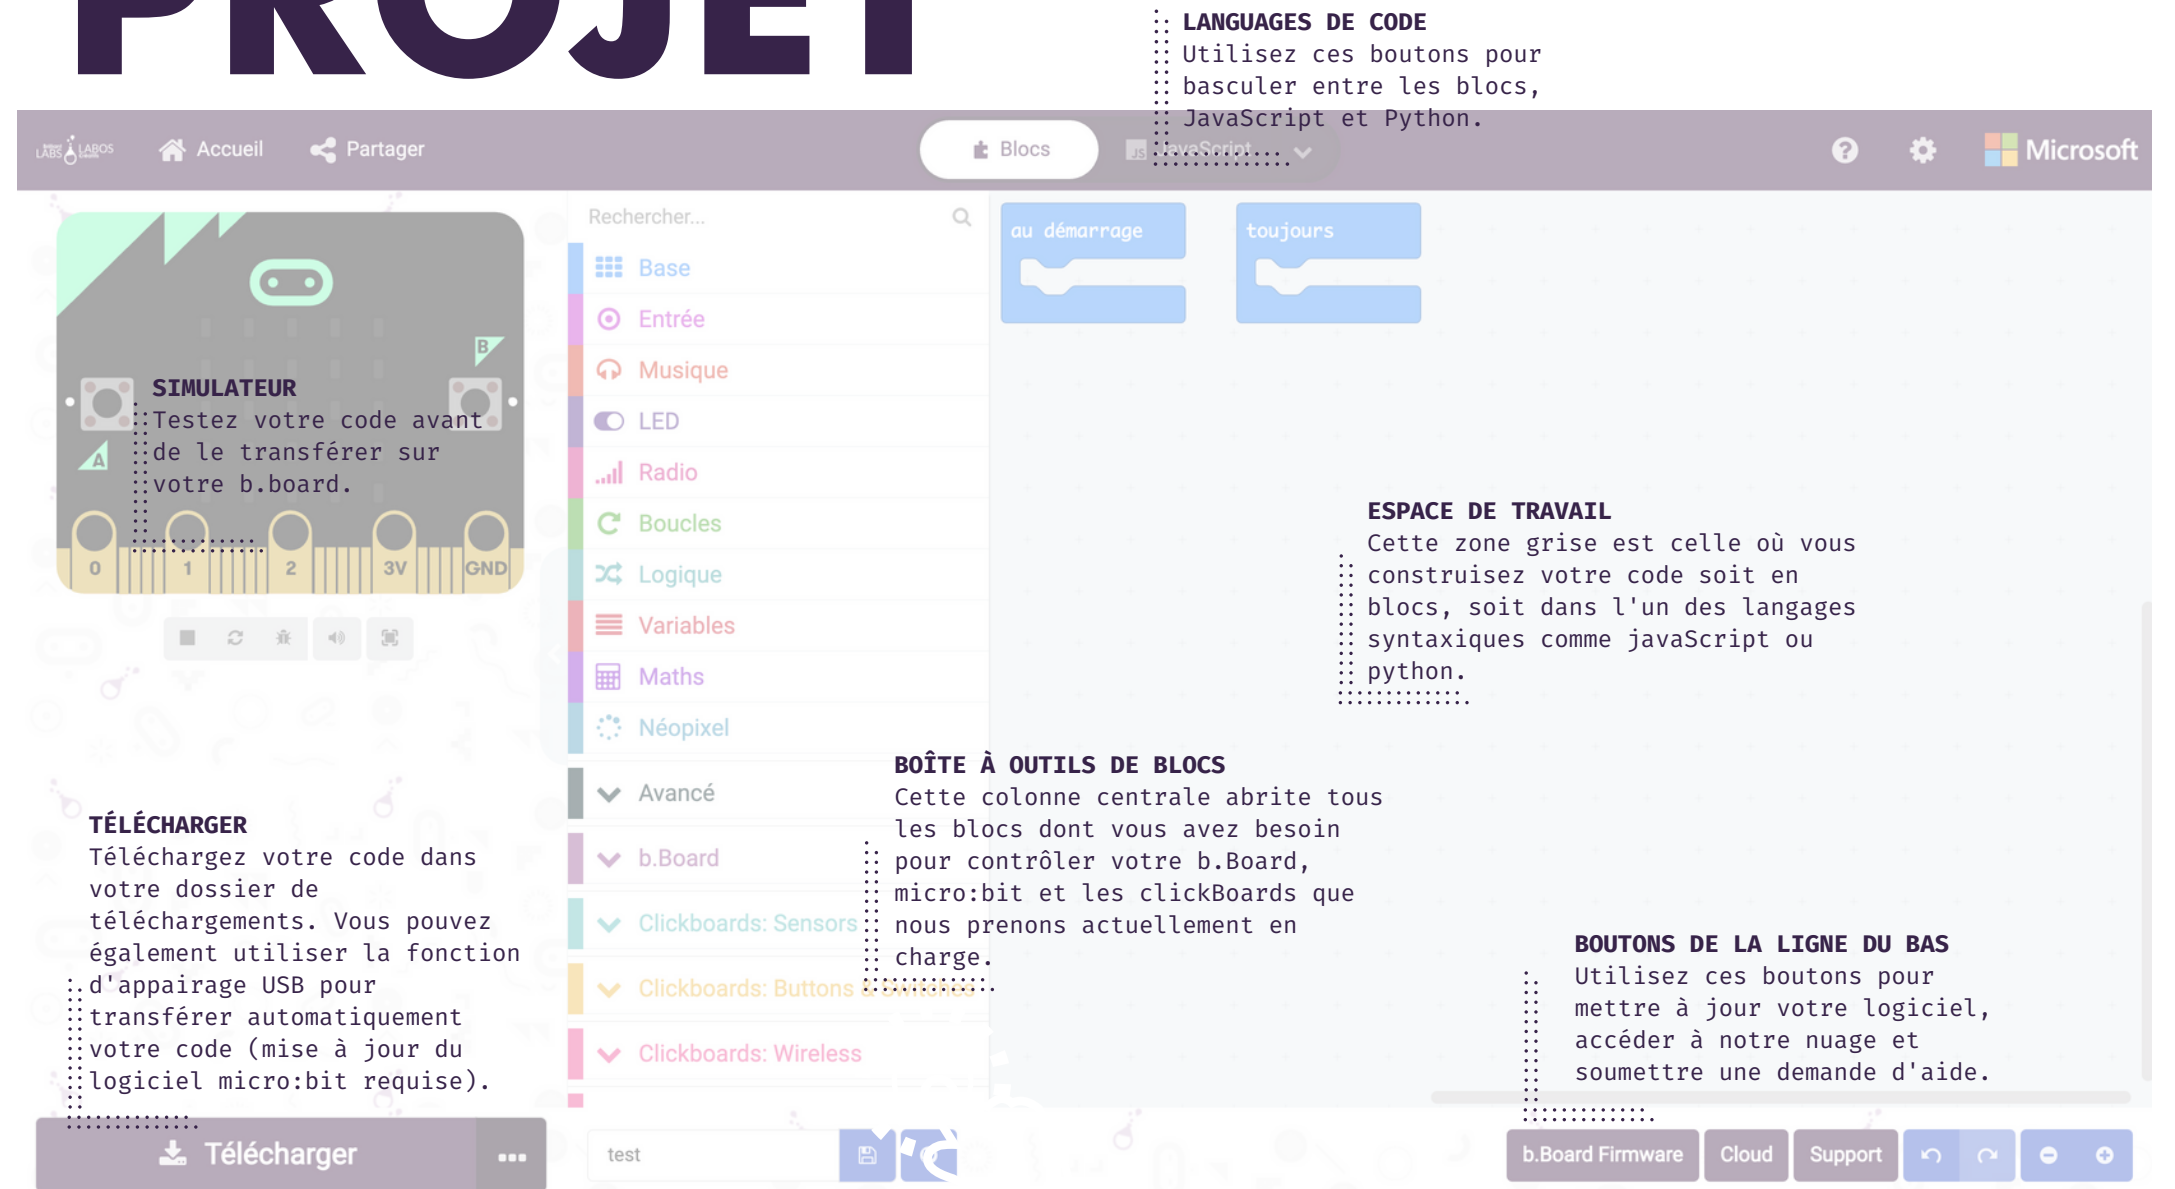 PROJET
LANGUAGES DE CODE
Utilisez ces boutons pour
basculer entre les blocs,
JavaScript et Python.
LABS LABOS
Accueil
Partager
Blocs
JS JavaScript
Microsoft
Rechercher...
Base
Entrée
Musique
LED
Radio
Boucles
Logique
Variables
Maths
Néopixel
Avancé
b.Board
Clickboards: Sensors
Clickboards: Buttons & Switches
Clickboards: Wireless
au démarrage
toujours
B
A
0 1 2 3V GND
SIMULATEUR
Testez votre code avant
de le transférer sur
votre b.board.
ESPACE DE TRAVAIL
Cette zone grise est celle où vous
construisez votre code soit en
blocs, soit dans l'un des langages
syntaxiques comme javaScript ou
python.
BOÎTE À OUTILS DE BLOCS
Cette colonne centrale abrite tous
les blocs dont vous avez besoin
pour contrôler votre b.Board,
micro:bit et les clickBoards que
nous prenons actuellement en
charge.
TÉLÉCHARGER
Téléchargez votre code dans
votre dossier de
téléchargements. Vous pouvez
également utiliser la fonction
d'appairage USB pour
transférer automatiquement
votre code (mise à jour du
logiciel micro:bit requise).
BOUTONS DE LA LIGNE DU BAS
Utilisez ces boutons pour
mettre à jour votre logiciel,
accéder à notre nuage et
soumettre une demande d'aide.
Télécharger
test
b.Board Firmware
Cloud
Support